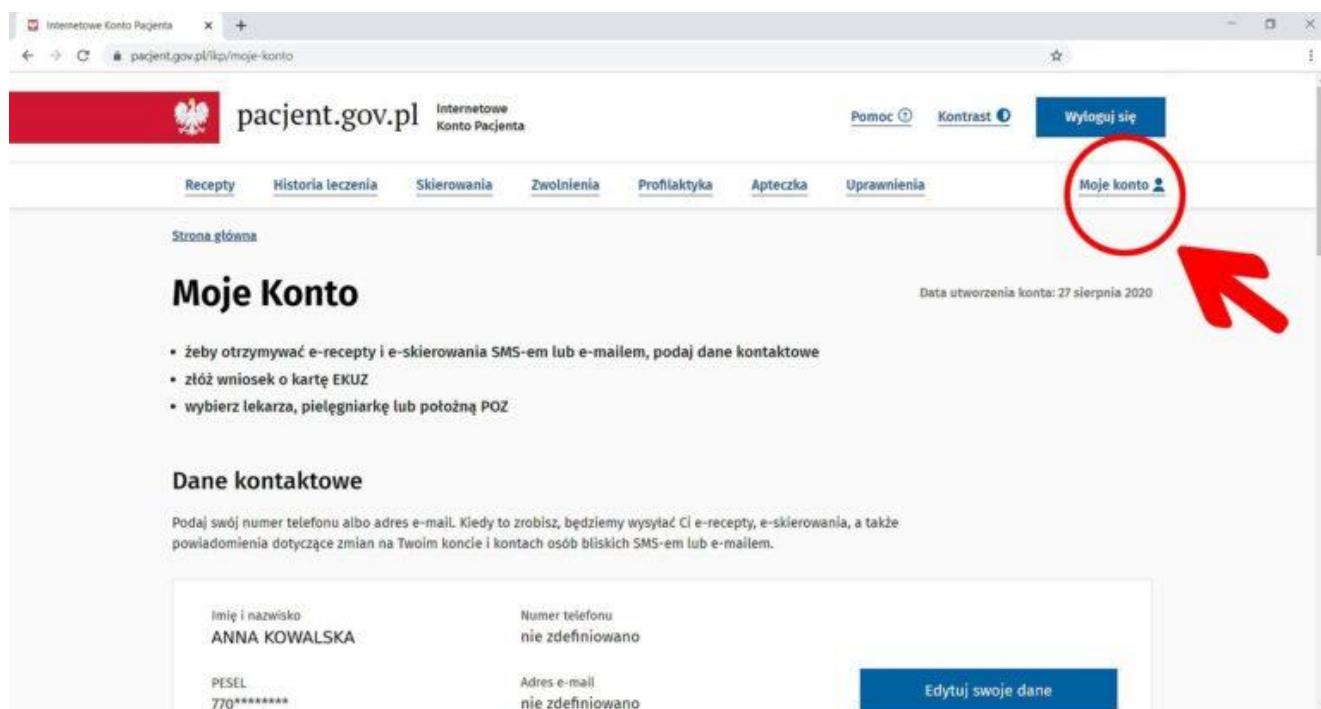 Internetowe Konto Pacjenta
pacjent.gov.pl/ikp/moje-konto
pacjent.gov.pl
Internetowe
Konto Pacjenta
Pomoc
Kontrast
Wyloguj się
Recepty
Historia leczenia
Skierowania
Zwolnienia
Profilaktyka
Apteczka
Uprawnienia
Moje konto
Strona główna
Moje Konto
Data utworzenia konta: 27 sierpnia 2020
• żeby otrzymywać e-recepty i e-skierowania SMS-em lub e-mailem, podaj dane kontaktowe
• złóż wniosek o kartę EKUZ
• wybierz lekarza, pielęgniarkę lub położną POZ
Dane kontaktowe
Podaj swój numer telefonu albo adres e-mail. Kiedy to zrobisz, będziemy wysyłać Ci e-recepty, e-skierowania, a także
powiadomienia dotyczące zmian na Twoim koncie i kontach osób bliskich SMS-em lub e-mailem.
Imię i nazwisko
ANNA KOWALSKA
Numer telefonu
nie zdefiniowano
PESEL
770********
Adres e-mail
nie zdefiniowano
Edytuj swoje dane